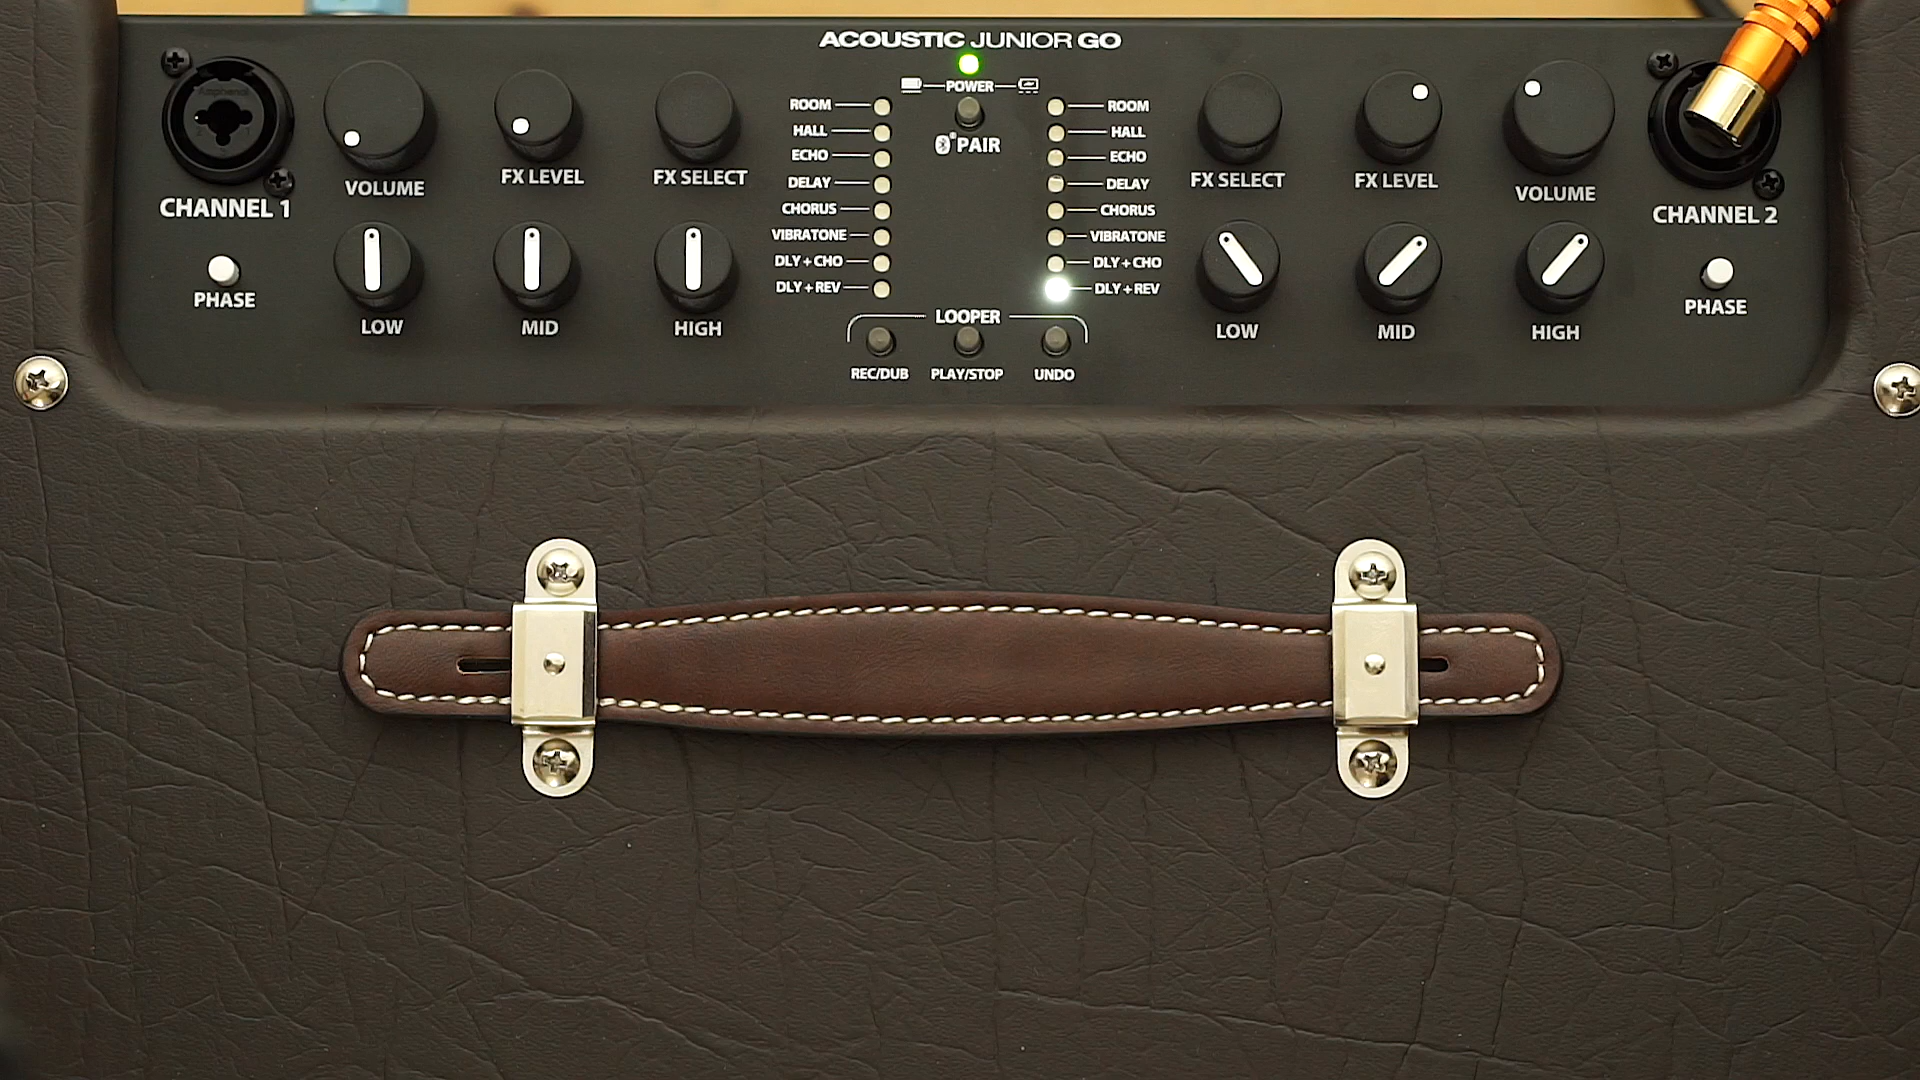 ACOUSTIC JUNIOR GO
POWER
PAIR
Amphenol
CHANNEL 1
PHASE
VOLUME
FX LEVEL
FX SELECT
LOW
MID
HIGH
ROOM
HALL
ECHO
DELAY
CHORUS
VIBRATONE
DLY + CHO
DLY + REV
ROOM
HALL
ECHO
DELAY
CHORUS
VIBRATONE
DLY + CHO
DLY + REV
LOOPER
REC/DUB
PLAY/STOP
UNDO
FX SELECT
FX LEVEL
VOLUME
LOW
MID
HIGH
CHANNEL 2
PHASE